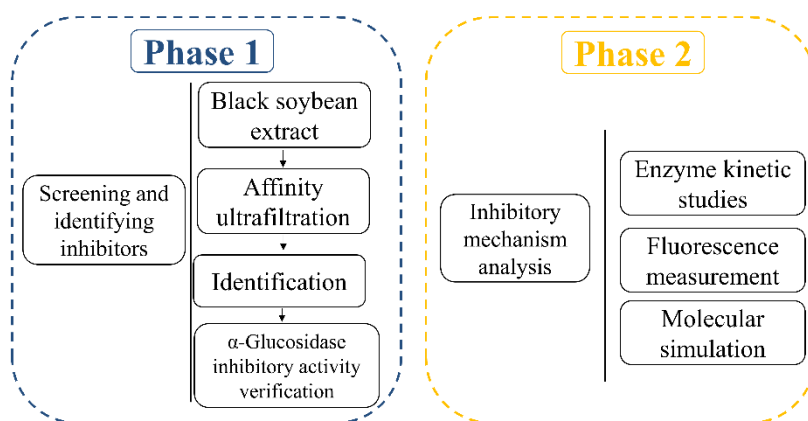 Phase 1
Screening and
identifying
inhibitors
Black soybean
extract
Affinity
ultrafiltration
Identification
α-Glucosidase
inhibitory activity
verification
Phase 2
Inhibitory
mechanism
analysis
Enzyme kinetic
studies
Fluorescence
measurement
Molecular
simulation